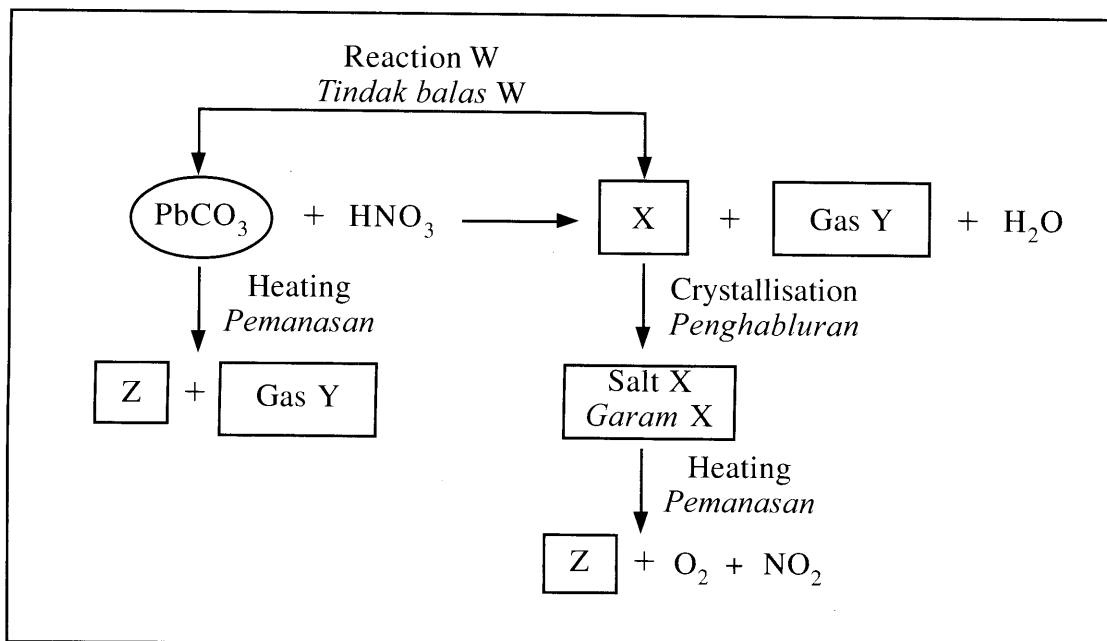 Reaction W
Tindak balas W
PbCO₃ + HNO₃ X + Gas Y + H₂O
Heating
Pemanasan
Crystallisation
Penghabluran
Z + Gas Y
Salt X
Garam X
Heating
Pemanasan
Z + O₂ + NO₂